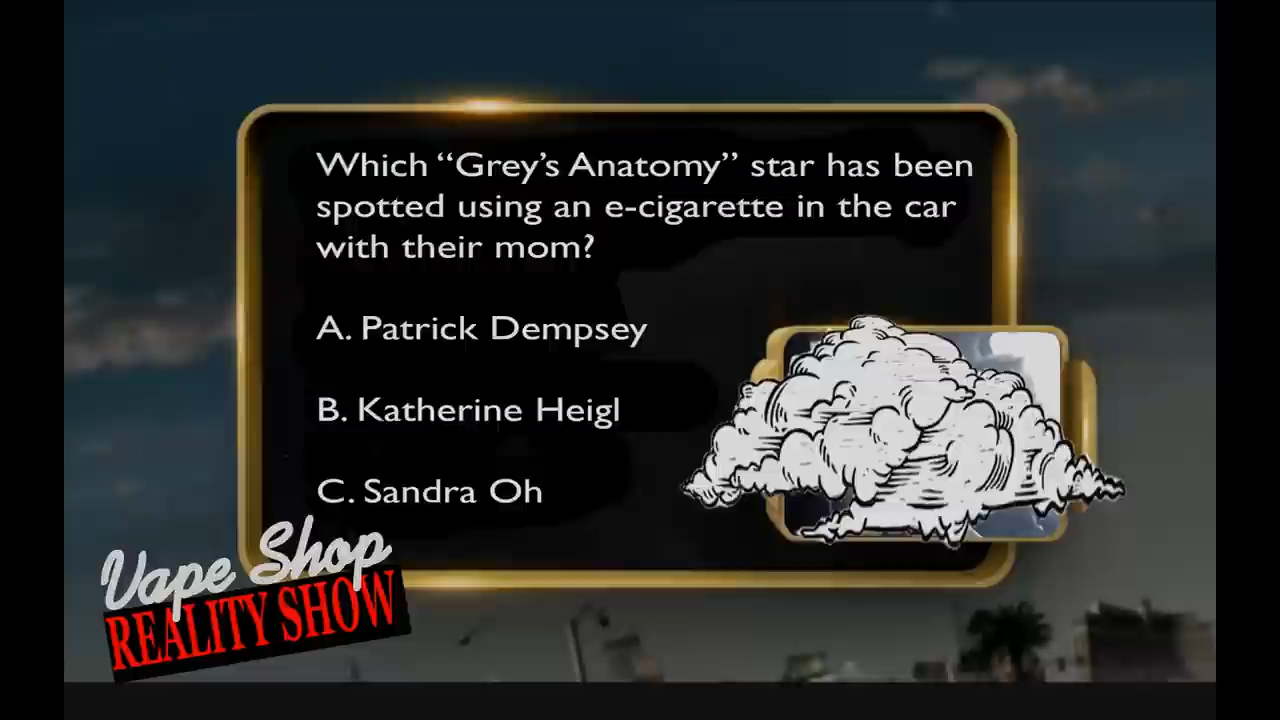 Which “Grey’s Anatomy” star has been
spotted using an e-cigarette in the car
with their mom?
A. Patrick Dempsey
B. Katherine Heigl
C. Sandra Oh
Vape Shop
REALITY SHOW